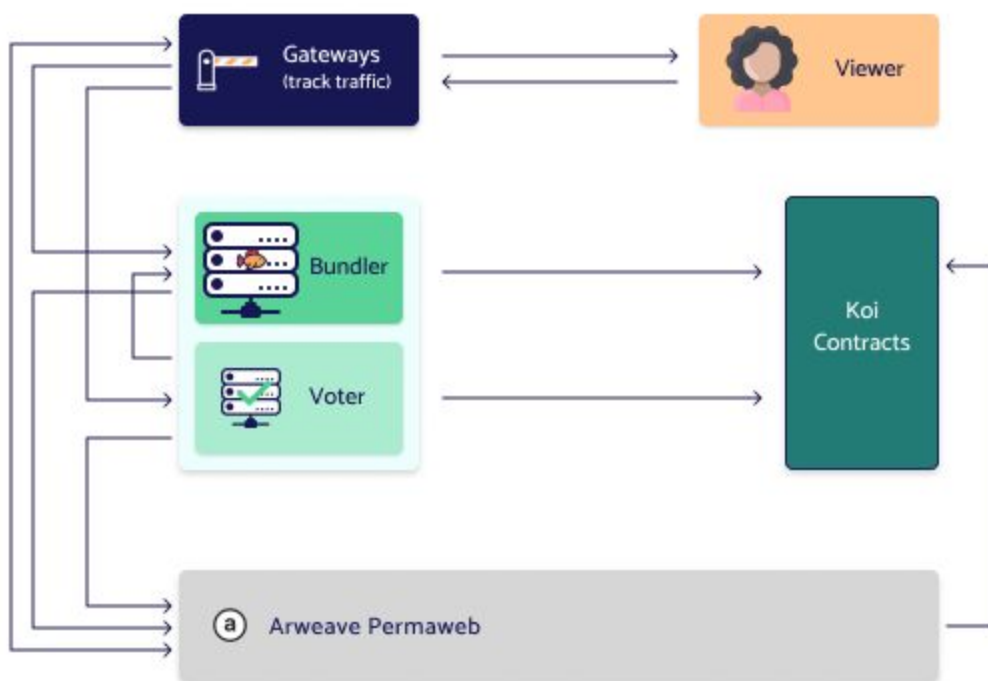 Gateways
(track traffic)
Viewer
Bundler
Koi
Contracts
Voter
a Arweave Permaweb